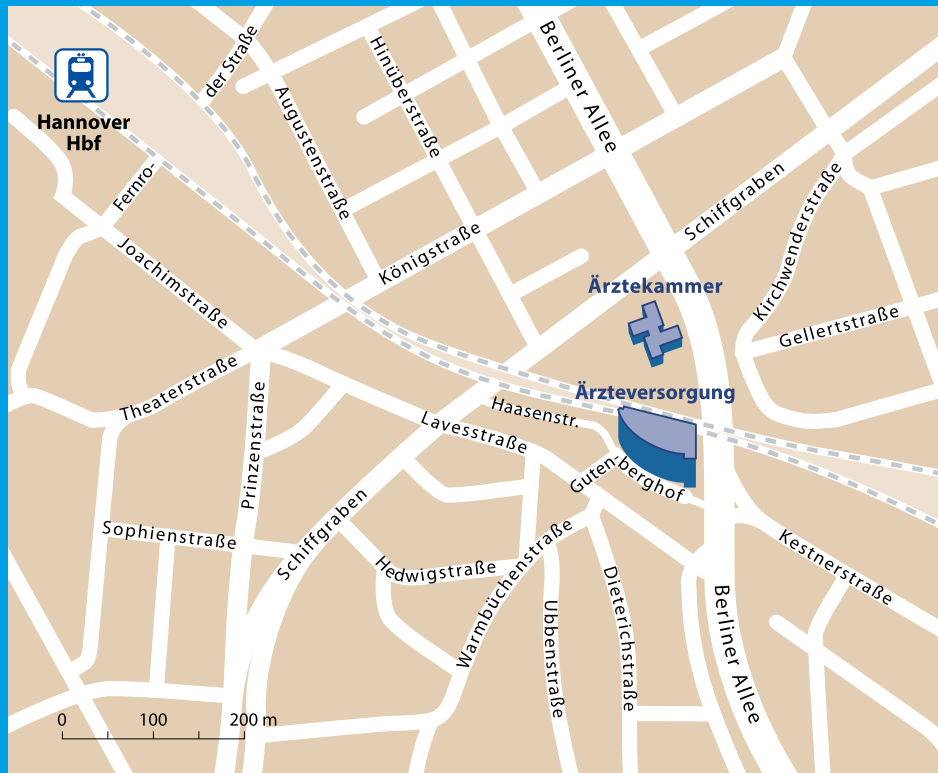 Hannover
Hbf
der Straße
Fernro-
Hinüberstraße
Augustenstraße
Berliner Allee
Königstraße
Schiffgraben
Kirchwenderstraße
Gellertstraße
Joachimstraße
Theaterstraße
Prinzenstraße
Ärztekammer
Ärzteversorgung
Haasenstr.
Lavesstraße
Guten-
berghof
Sophienstraße
Schiffgraben
Hedwigstraße
Warmbüchenstraße
Ubbenstraße
Dieterichstraße
Berliner Allee
Kestnerstraße
0 100 200 m